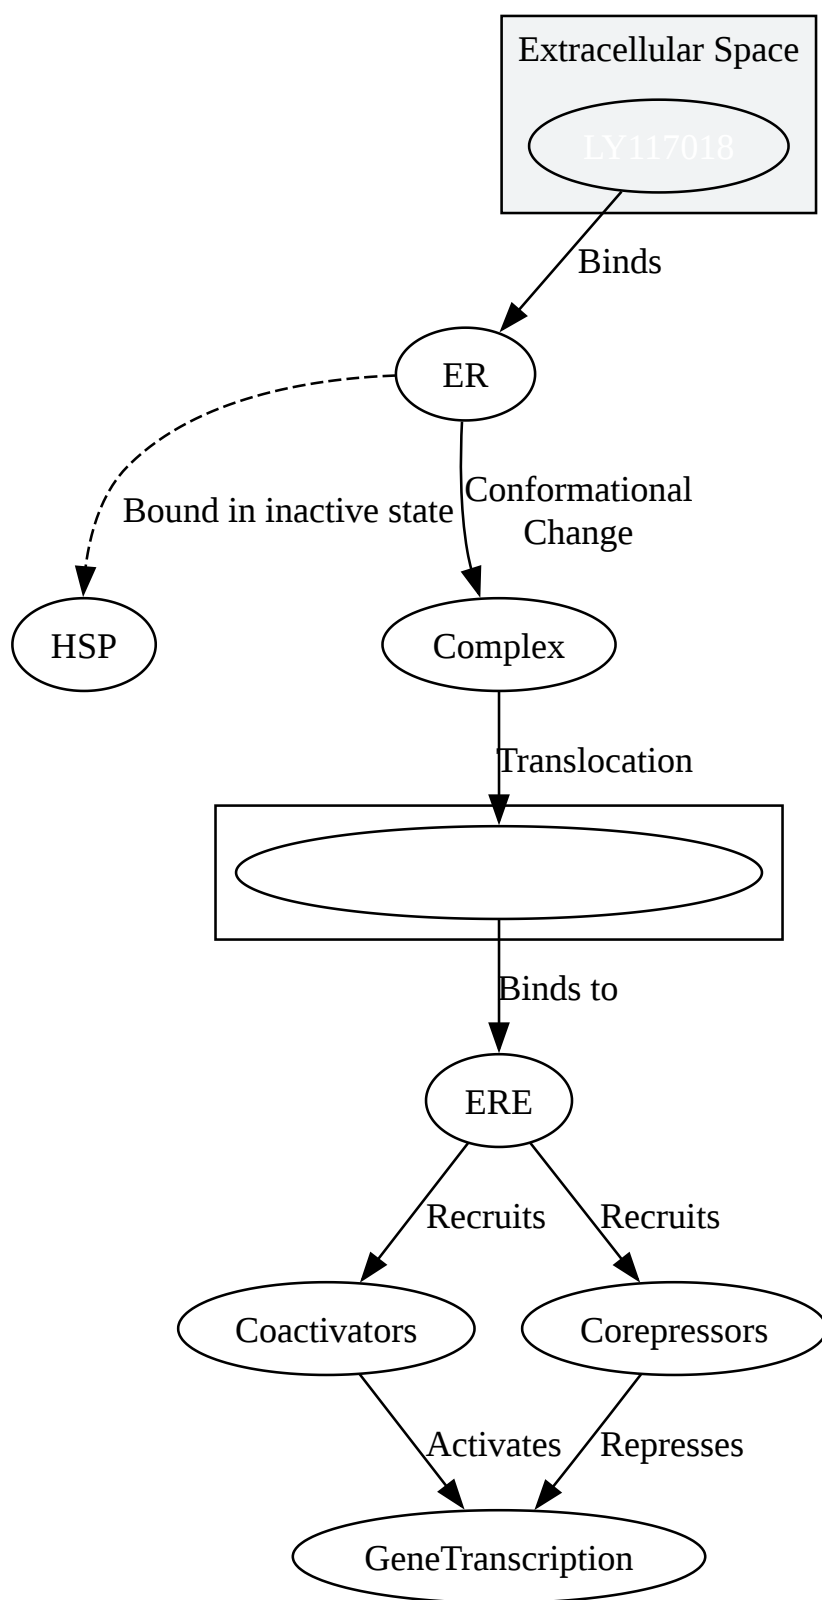 Extracellular Space
LY117018
Binds
ER
Bound in inactive state
Conformational
Change
HSP
Complex
Translocation
Binds to
ERE
Recruits
Recruits
Coactivators
Corepressors
Activates
Represses
GeneTranscription